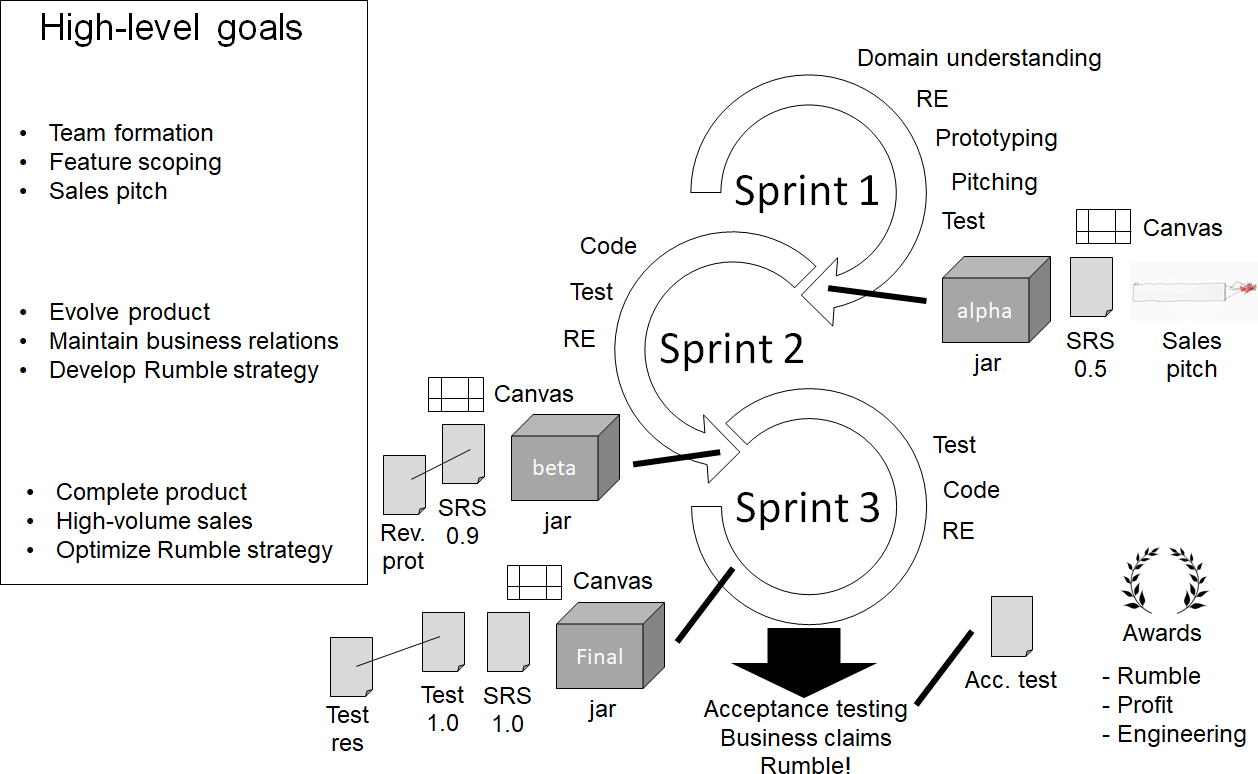 High-level goals
• Team formation
• Feature scoping
• Sales pitch
• Evolve product
• Maintain business relations
• Develop Rumble strategy
• Complete product
• High-volume sales
• Optimize Rumble strategy
Domain understanding
RE
Prototyping
Pitching
Test
Sprint 1
Canvas
alpha
jar
SRS
0.5
Sales
pitch
Code
Test
RE
Sprint 2
Canvas
beta
jar
SRS
0.9
Rev.
prot
Test
Code
RE
Sprint 3
Canvas
Final
jar
SRS
1.0
Test
1.0
Test
res
Acceptance testing
Business claims
Rumble!
Acc. test
Awards
- Rumble
- Profit
- Engineering